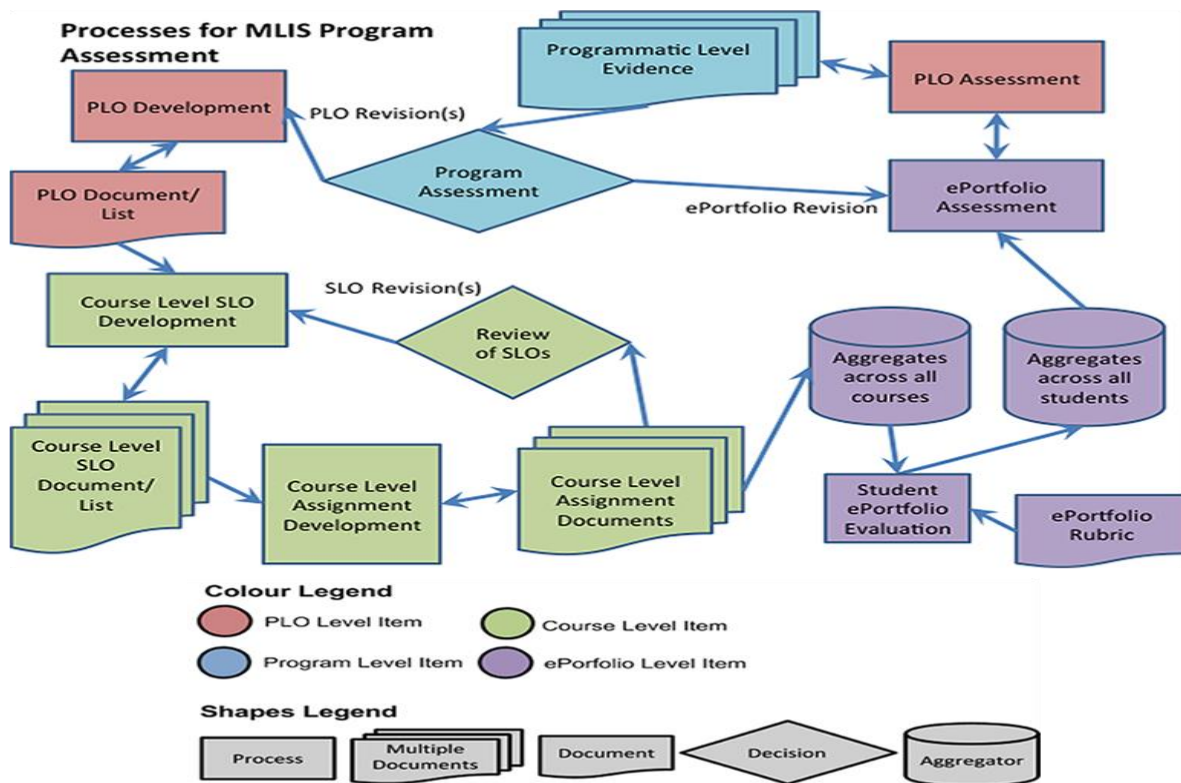 Processes for MLIS Program
Assessment
Programmatic Level
Evidence
PLO Assessment
PLO Development
PLO Revision(s)
Program
Assessment
ePortfolio
Assessment
ePortfolio Revision
PLO Document/
List
Course Level SLO
Development
SLO Revision(s)
Review
of SLOs
Aggregates
across all
courses
Aggregates
across all
students
Course Level
SLO
Document/
List
Course Level
Assignment
Development
Course Level
Assignment
Documents
Student
ePortfolio
Evaluation
ePortfolio
Rubric
Colour Legend
PLO Level Item
Course Level Item
Program Level Item
ePorfolio Level Item
Shapes Legend
Process
Multiple
Documents
Document
Decision
Aggregator